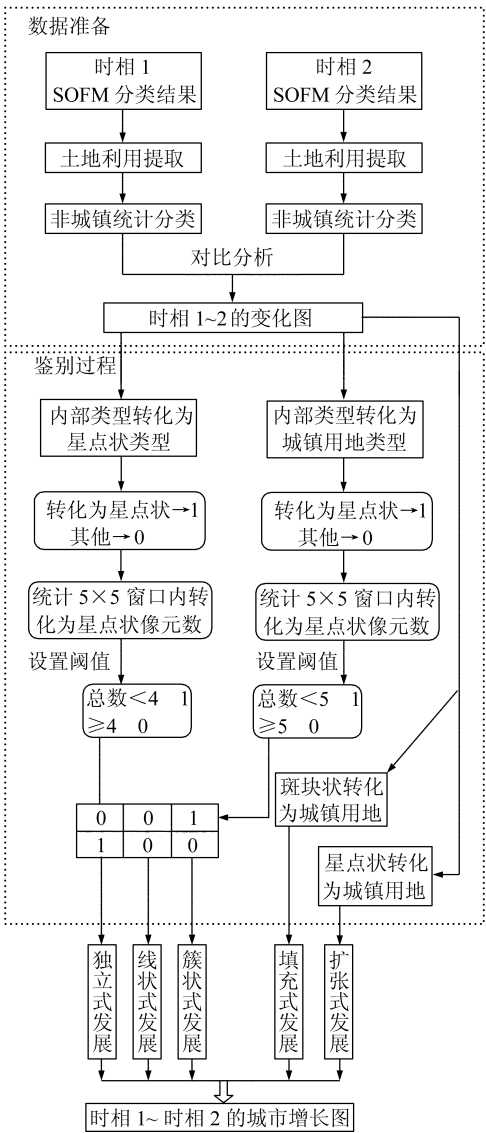 数据准备
时相 1
SOFM 分类结果
时相 2
SOFM 分类结果
土地利用提取
土地利用提取
非城镇统计分类
非城镇统计分类
对比分析
时相 1~2 的变化图
鉴别过程
内部类型转化为
星点状类型
内部类型转化为
城镇用地类型
转化为星点状→1
其他→0
转化为星点状→1
其他→0
统计 5×5 窗口内转
化为星点状像元数
统计 5×5 窗口内转
化为星点状像元数
设置阈值
设置阈值
总数<4 1
≥4 0
总数<5 1
≥5 0
斑块状转化
为城镇用地
0 0 1
1 0 0
星点状转化
为城镇用地
独立式发展
线状式发展
簇状式发展
填充式发展
扩张式发展
时相 1~ 时相 2 的城市增长图